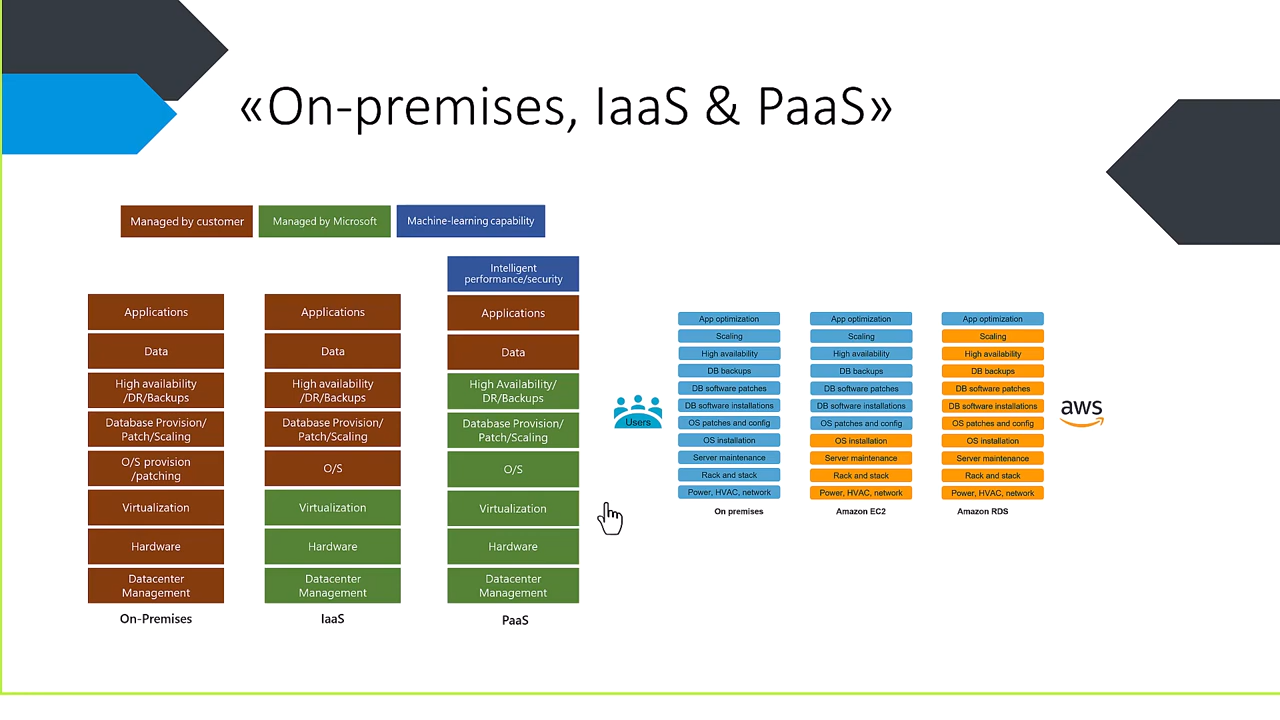 «On-premises, IaaS & PaaS»
Managed by customer
Managed by Microsoft
Machine-learning capability
Applications
Data
High availability
/DR/Backups
Database Provision/
Patch/Scaling
O/S provision
/patching
Virtualization
Hardware
Datacenter
Management
On-Premises
Applications
Data
High availability
/DR/Backups
Database Provision/
Patch/Scaling
O/S
Virtualization
Hardware
Datacenter
Management
IaaS
Intelligent
performance/security
Applications
Data
High Availability/
DR/Backups
Database Provision/
Patch/Scaling
O/S
Virtualization
Hardware
Datacenter
Management
PaaS
Users
App optimization
Scaling
High availability
DB backups
DB software patches
DB software installations
OS patches and config
OS installation
Server maintenance
Rack and stack
Power, HVAC, network
On premises
App optimization
Scaling
High availability
DB backups
DB software patches
DB software installations
OS patches and config
OS installation
Server maintenance
Rack and stack
Power, HVAC, network
Amazon EC2
App optimization
Scaling
High availability
DB backups
DB software patches
DB software installations
OS patches and config
OS installation
Server maintenance
Rack and stack
Power, HVAC, network
Amazon RDS
aws